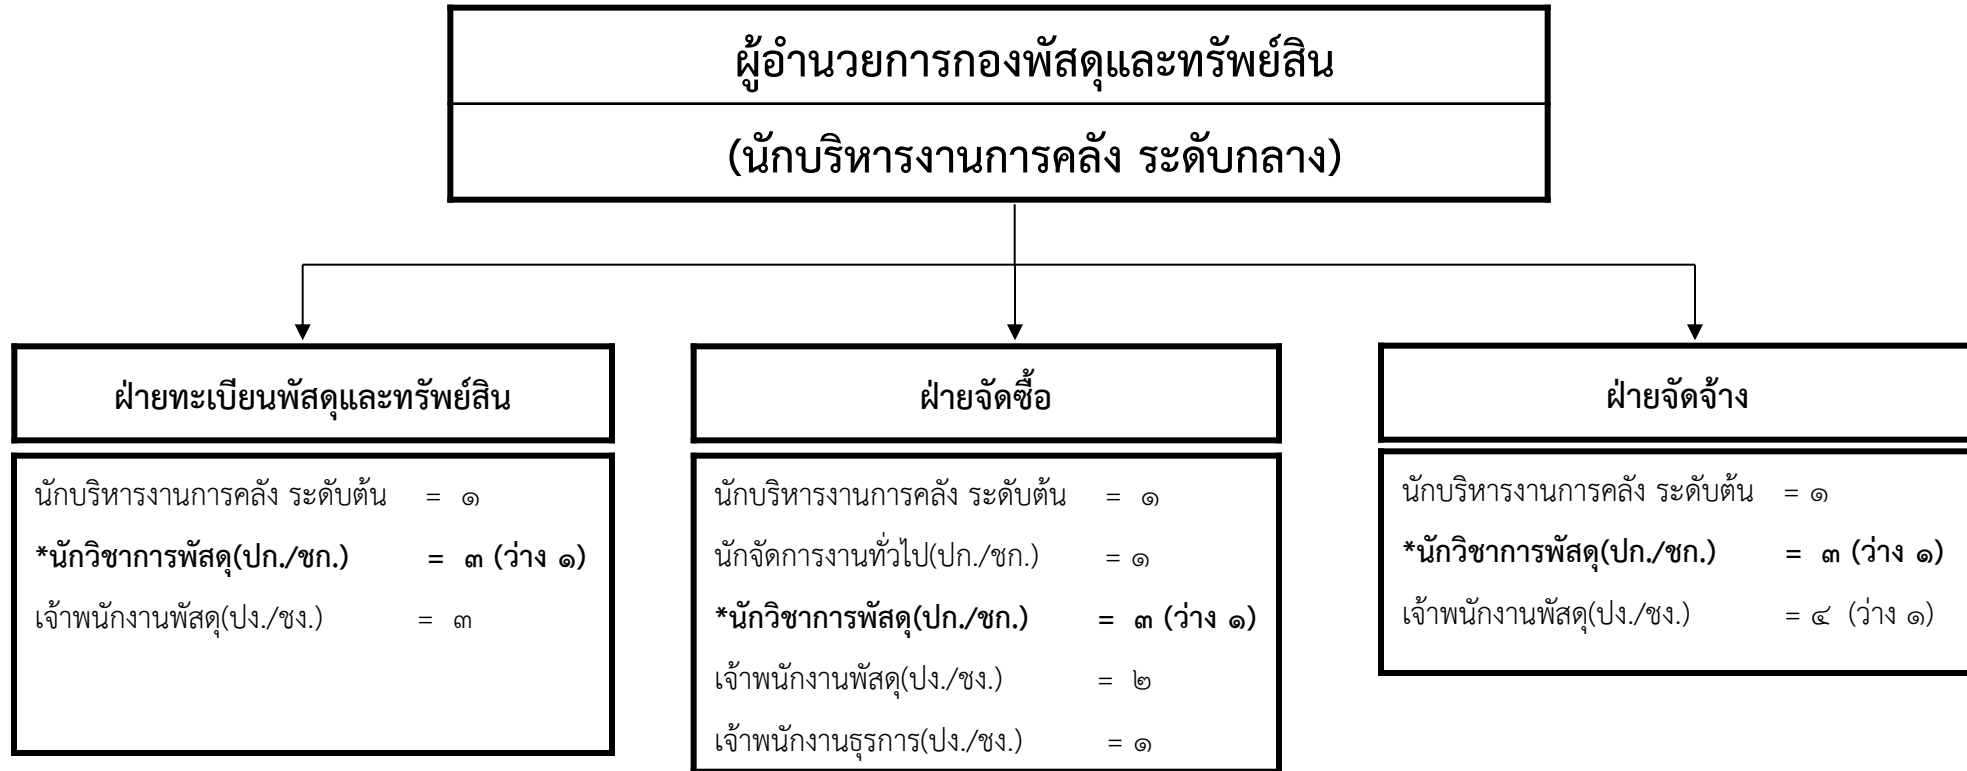 ผู้อำนวยการกองพัสดุและทรัพย์สิน
(นักบริหารงานการคลัง ระดับกลาง)
ฝ่ายทะเบียนพัสดุและทรัพย์สิน
นักบริหารงานการคลัง ระดับต้น = ๑
*นักวิชาการพัสดุ(ปก./ชก.) = ๓ (ว่าง ๑)
เจ้าพนักงานพัสดุ(ปง./ชง.) = ๓
ฝ่ายจัดซื้อ
นักบริหารงานการคลัง ระดับต้น = ๑
นักจัดการงานทั่วไป(ปก./ชก.) = ๑
*นักวิชาการพัสดุ(ปก./ชก.) = ๓ (ว่าง ๑)
เจ้าพนักงานพัสดุ(ปง./ชง.) = ๒
เจ้าพนักงานธุรการ(ปง./ชง.) = ๑
ฝ่ายจัดจ้าง
นักบริหารงานการคลัง ระดับต้น = ๑
*นักวิชาการพัสดุ(ปก./ชก.) = ๓ (ว่าง ๑)
เจ้าพนักงานพัสดุ(ปง./ชง.) = ๔ (ว่าง ๑)